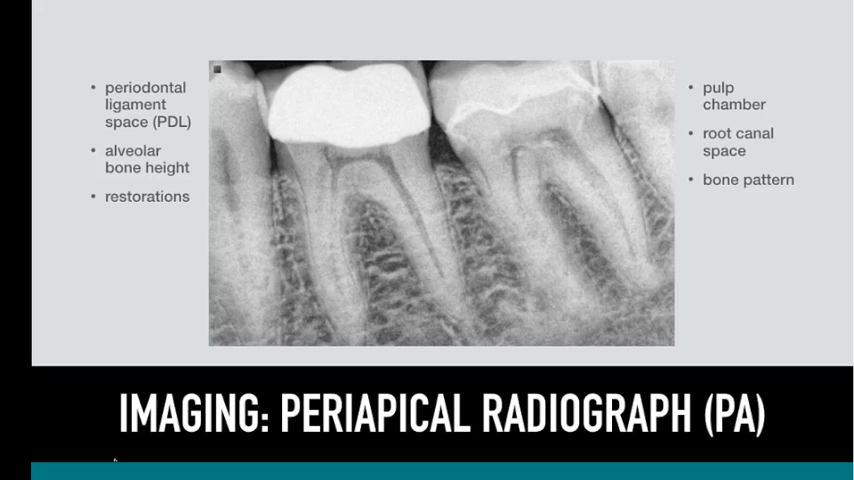 • periodontal
ligament
space (PDL)
• alveolar
bone height
• restorations
• pulp
chamber
• root canal
space
• bone pattern
IMAGING: PERIAPICAL RADIOGRAPH (PA)